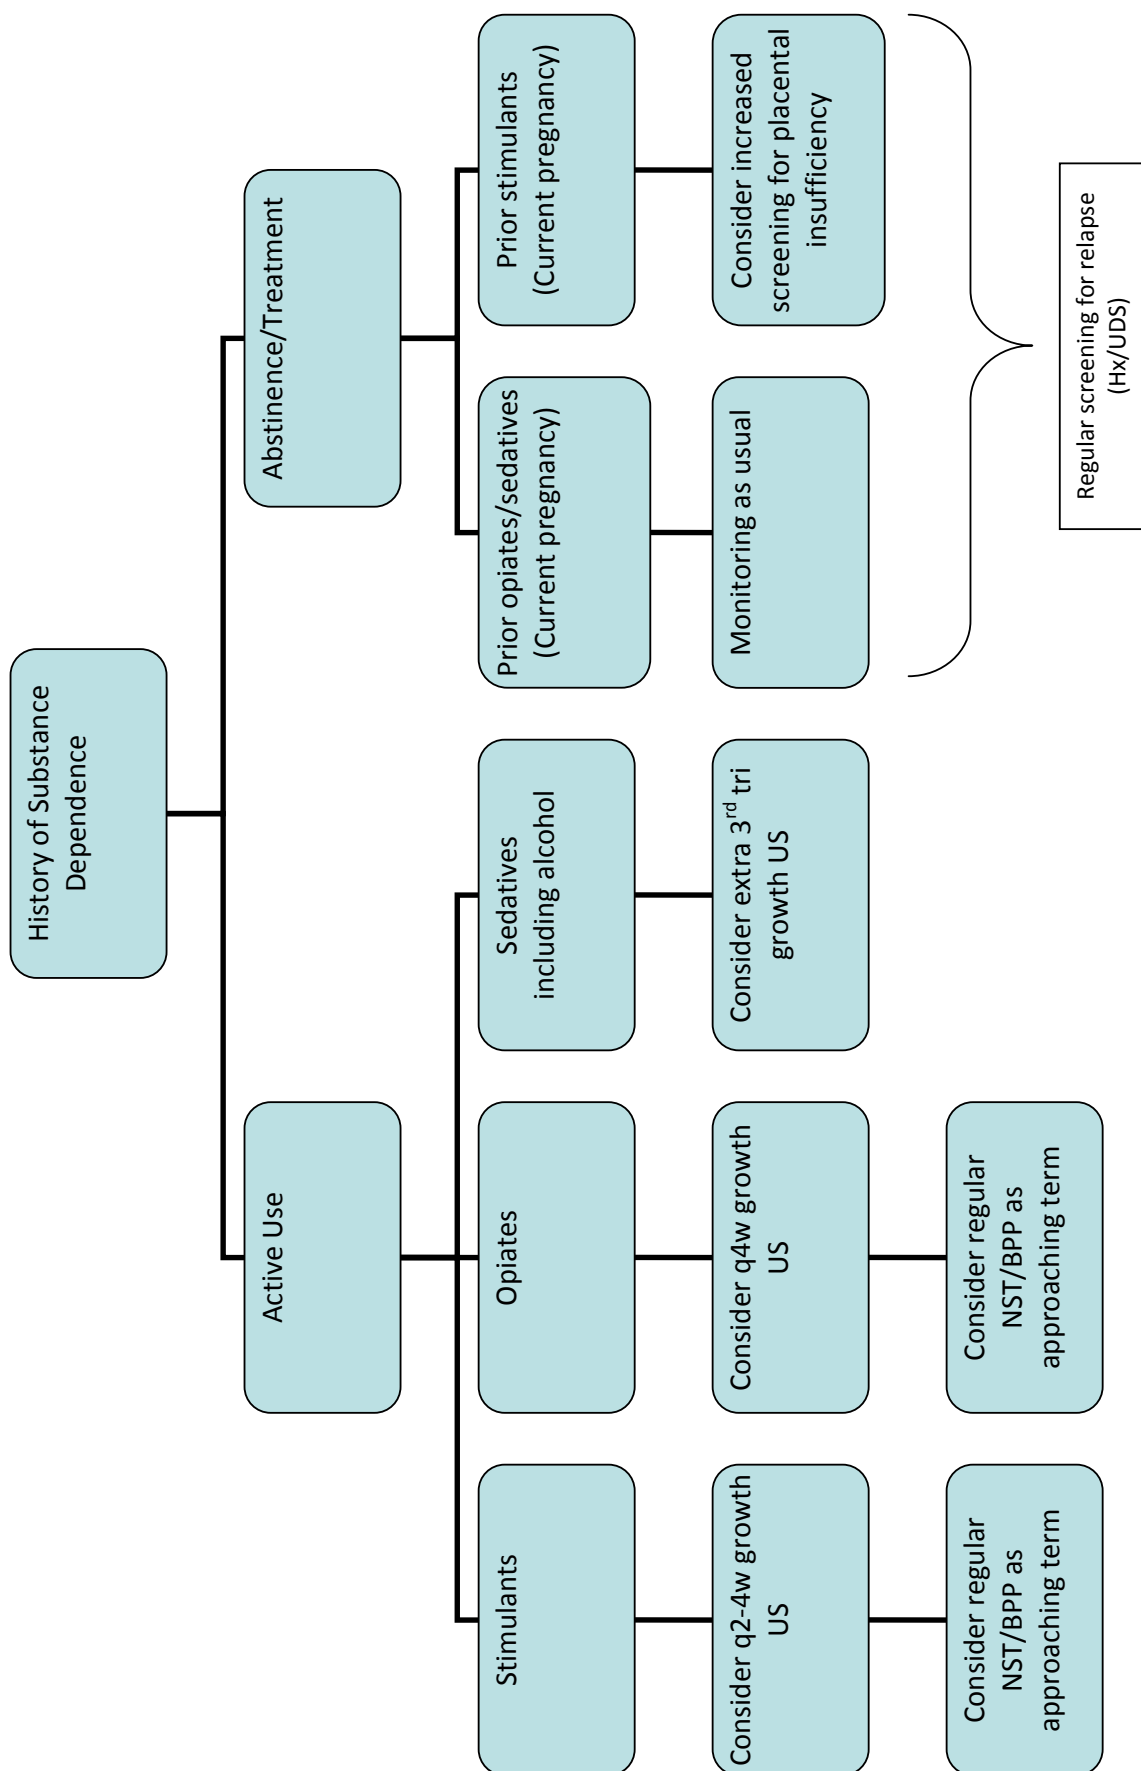 History of Substance
Dependence
Active Use
Abstinence/Treatment
Stimulants
Opiates
Sedatives
including alcohol
Prior opiates/sedatives
(Current pregnancy)
Prior stimulants
(Current pregnancy)
Consider q2-4w growth
US
Consider q4w growth
US
Consider extra 3rd tri
growth US
Monitoring as usual
Consider increased
screening for placental
insufficiency
Consider regular
NST/BPP as
approaching term
Consider regular
NST/BPP as
approaching term
Regular screening for relapse
(Hx/UDS)